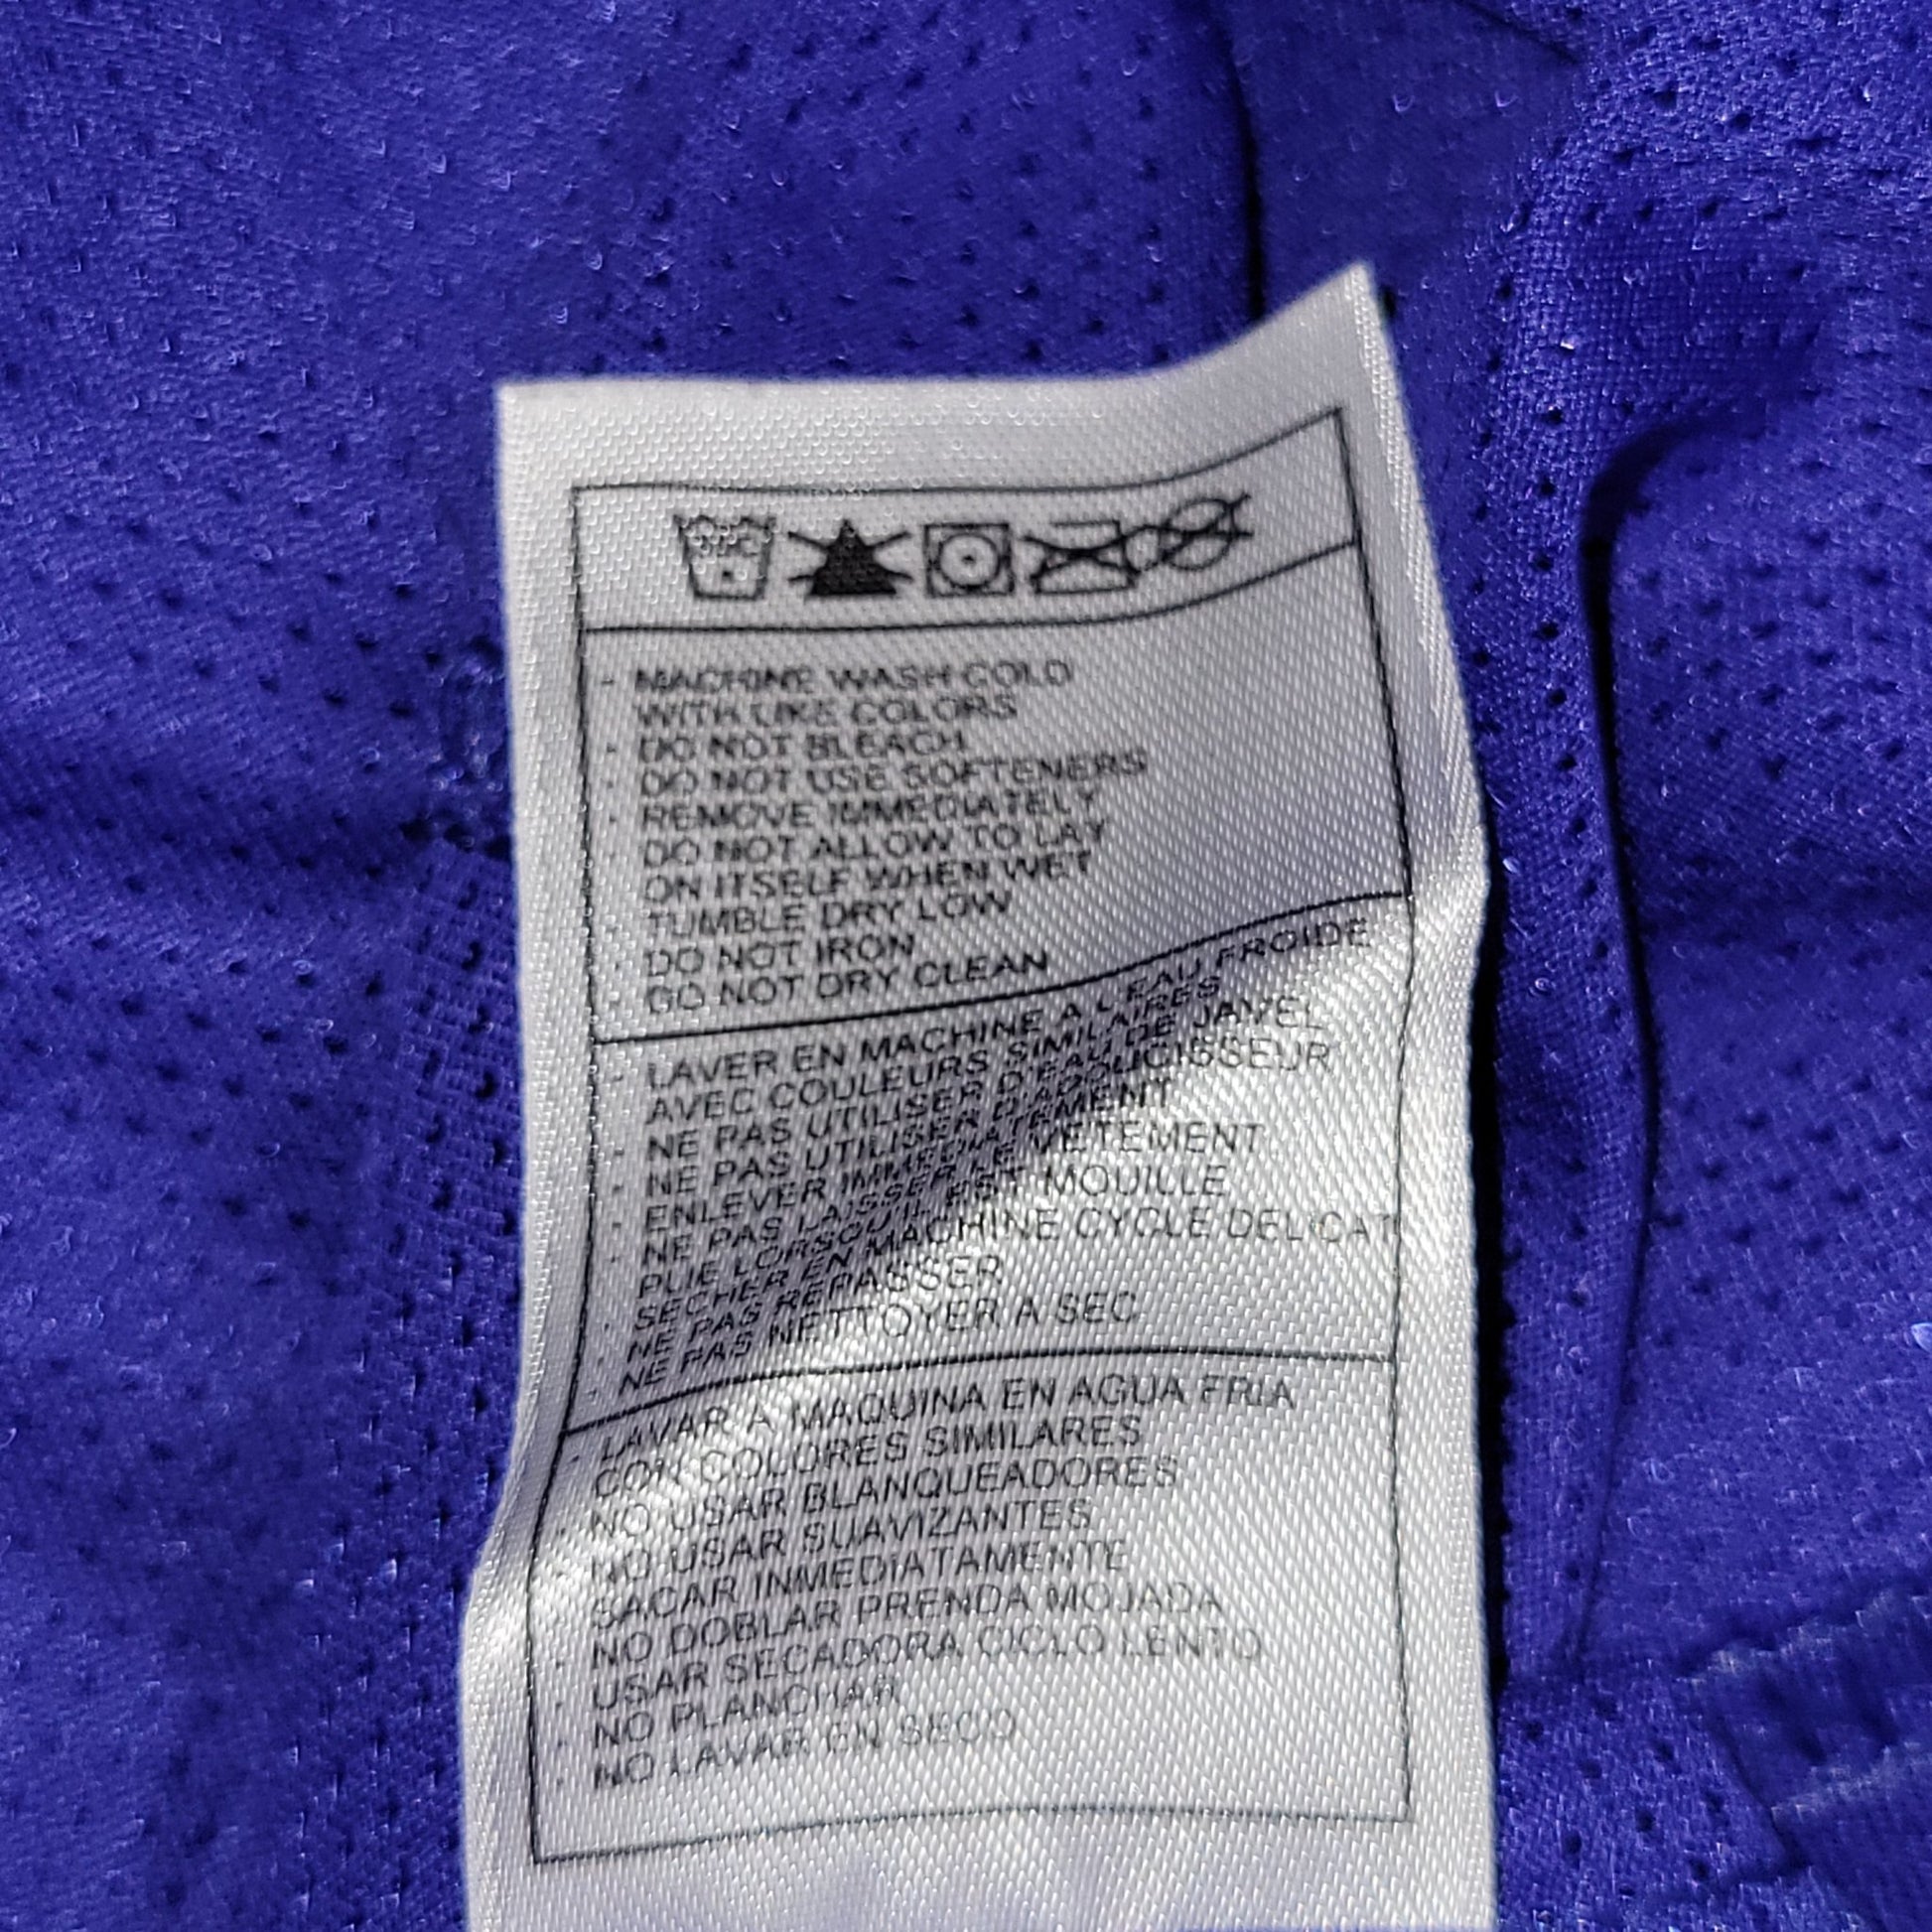 30°C
- MACHINE WASH COLD
WITH LIKE COLORS
- DO NOT BLEACH
- DO NOT USE SOFTENERS
- REMOVE IMMEDIATELY
- DO NOT ALLOW TO LAY
ON ITSELF WHEN WET
- TUMBLE DRY LOW
- DO NOT IRON
- DO NOT DRY CLEAN
- LAVER EN MACHINE A L'EAU FROIDE
AVEC COULEURS SIMILAIRES
- NE PAS UTILISER D'EAU DE JAVEL
- NE PAS UTILISER D'ADOUCISSEUR
- ENLEVER IMMEDIATEMENT
- NE PAS LAISSER LE VETEMENT
PLIE LORSQU'IL EST MOUILLE
- SECHER EN MACHINE CYCLE DELICAT
- NE PAS REPASSER
- NE PAS NETTOYER A SEC
- LAVAR A MAQUINA EN AGUA FRIA
CON COLORES SIMILARES
- NO USAR BLANQUEADORES
- NO USAR SUAVIZANTES
- SACAR INMEDIATAMENTE
- NO DOBLAR PRENDA MOJADA
- USAR SECADORA CICLO LENTO
- NO PLANCHAR
- NO LAVAR EN SECO